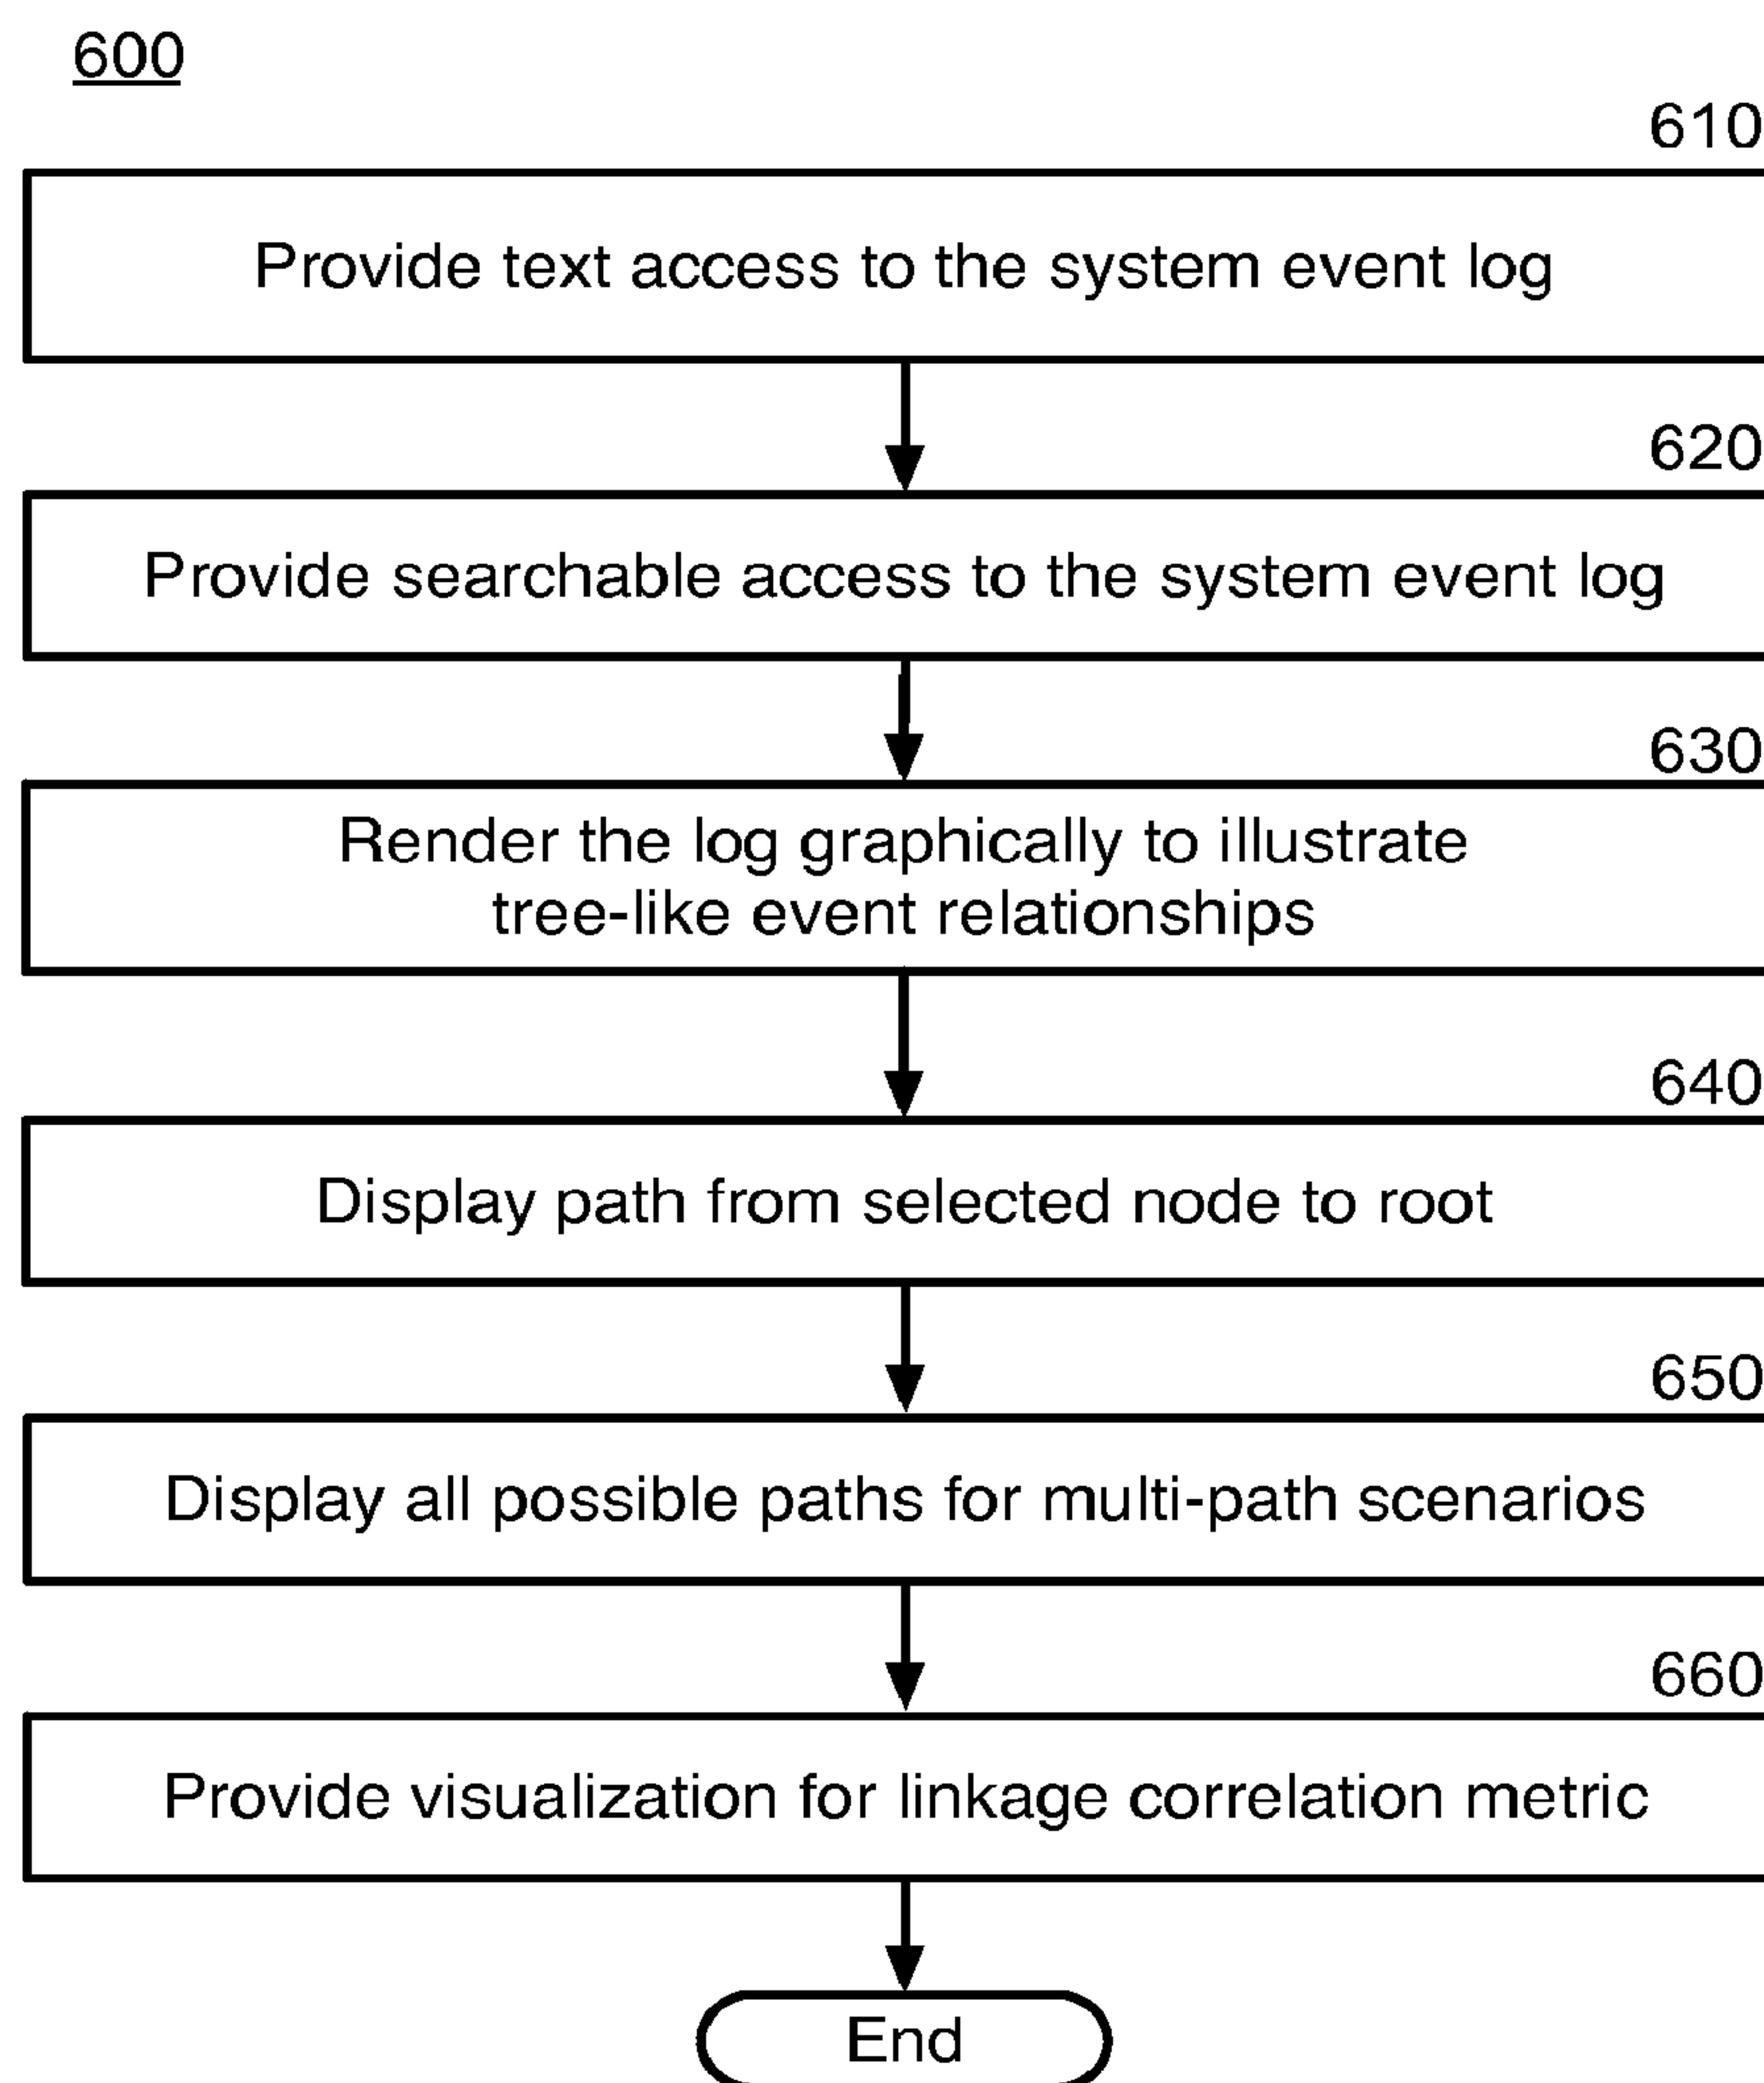 600
610
Provide text access to the system event log
620
Provide searchable access to the system event log
630
Render the log graphically to illustrate
tree-like event relationships
640
Display path from selected node to root
650
Display all possible paths for multi-path scenarios
660
Provide visualization for linkage correlation metric
End